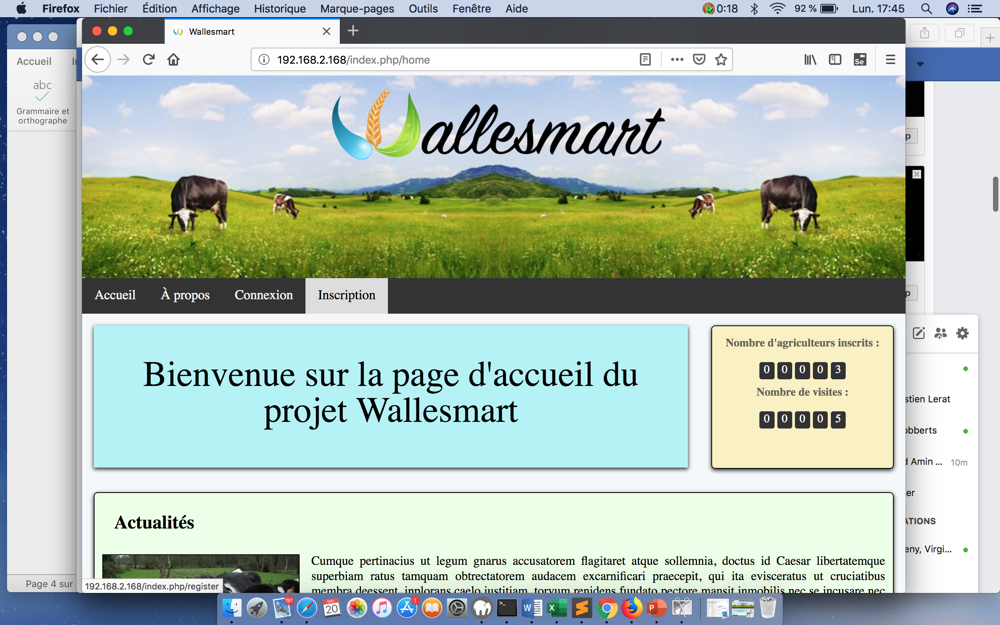 Firefox Fichier Édition Affichage Historique Marque-pages Outils Fenêtre Aide 0:18 92 % Lun. 17:45
Wallesmart
192.168.2.168/index.php/home
Se
Accueil
abc
Grammaire et
orthographe
Wallesmart
Accueil À propos Connexion Inscription
Bienvenue sur la page d'accueil du
projet Wallesmart
Nombre d'agriculteurs inscrits :
0 0 0 0 3
Nombre de visites :
0 0 0 0 5
stien Lerat
obberts
d Amin ... 10m
er
ATIONS
eny, Virgi...
Actualités
Cumque pertinacius ut legum gnarus accusatorem flagitaret atque sollemnia, doctus id Caesar libertatemque
superbiam ratus tamquam obtrectatorem audacem excarnificari praecepit, qui ita evisceratus ut cruciatibus
membra deessent, inplorans caelo iustitiam, torvum renidens fundato pectore mansit inmobilis nec se incusare nec
Page 4 sur
192.168.2.168/index.php/register
197
MAI
20
1
W
X
P